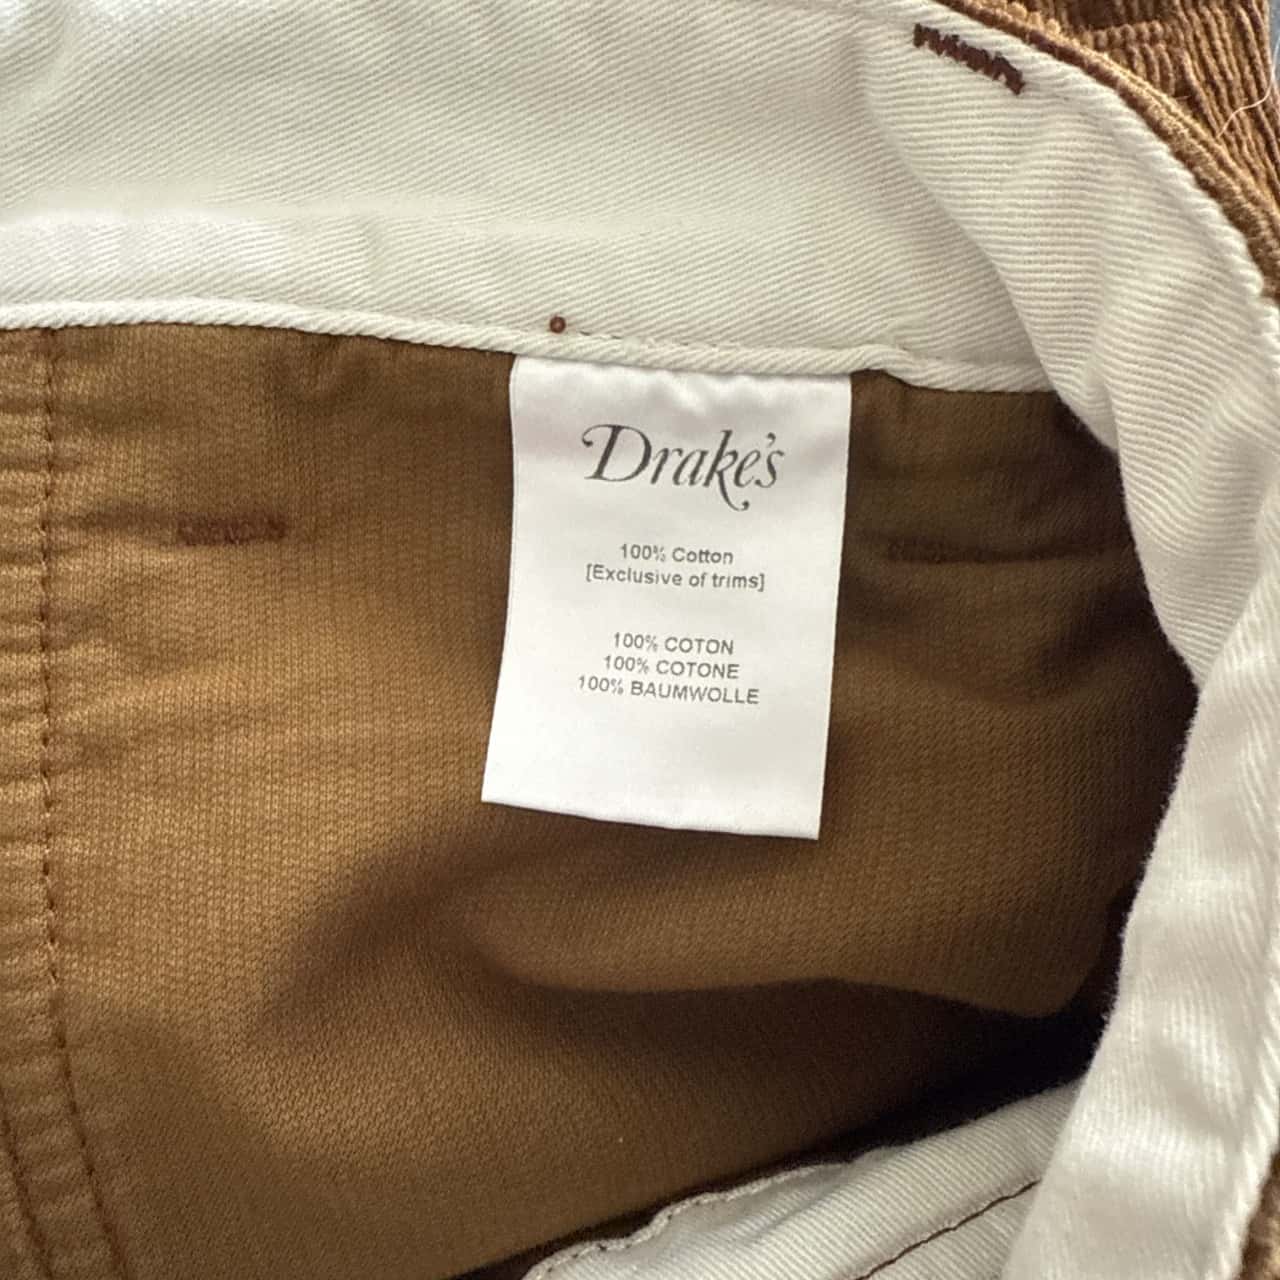 Drake's
100% Cotton
[Exclusive of trims]
100% COTON
100% COTONE
100% BAUMWOLLE